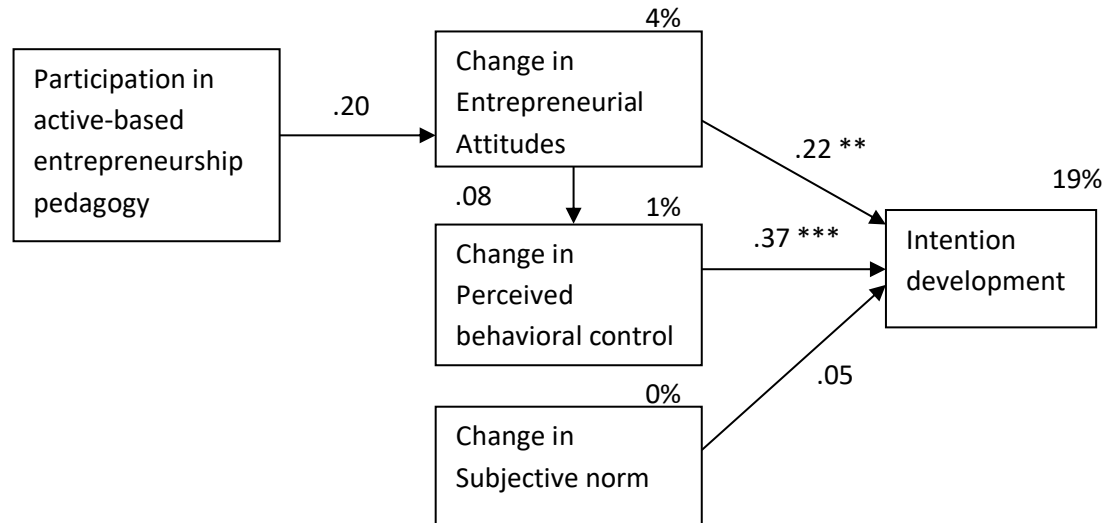 4%
Participation in
active-based
entrepreneurship
pedagogy
.20
Change in
Entrepreneurial
Attitudes
.22 **
19%
.08
1%
Change in
Perceived
behavioral control
.37 ***
Intention
development
.05
0%
Change in
Subjective norm